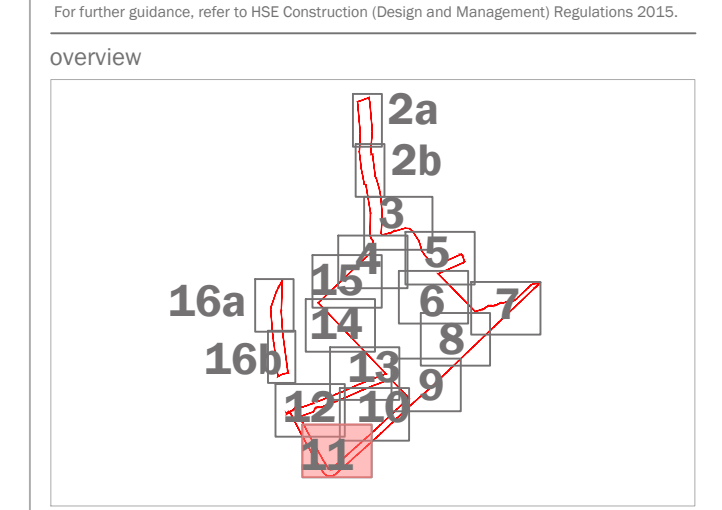 For further guidance, refer to HSE Construction (Design and Management) Regulations 2015.
overview
2a
2b
3
4
5
15
6
16a
7
14
8
16b
13
9
12
10
11